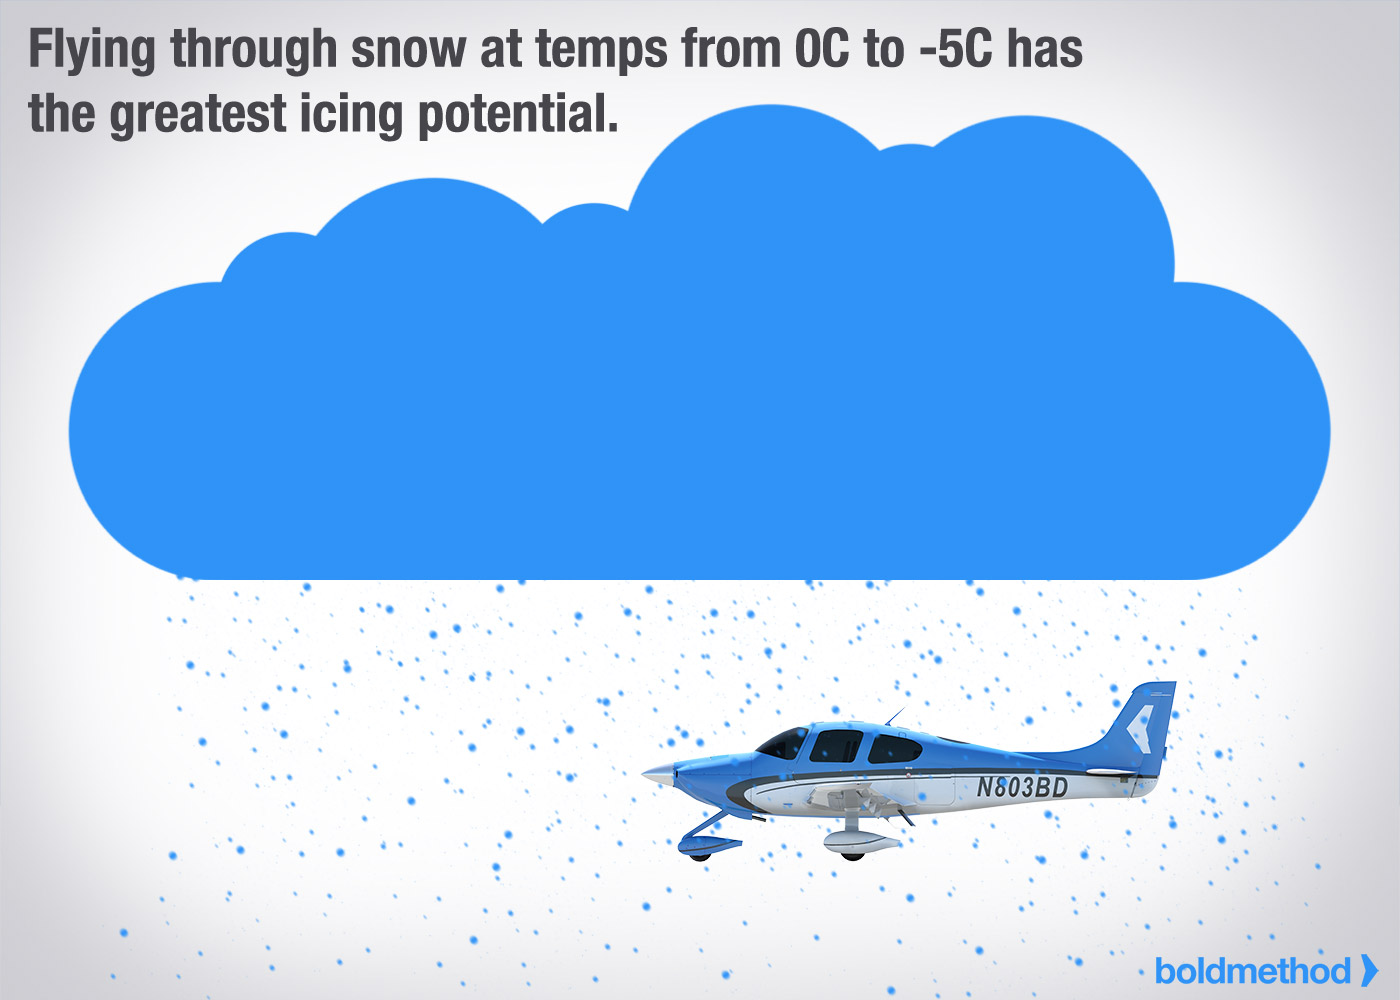 Flying through snow at temps from 0C to -5C has
the greatest icing potential.
N803BD
boldmethod